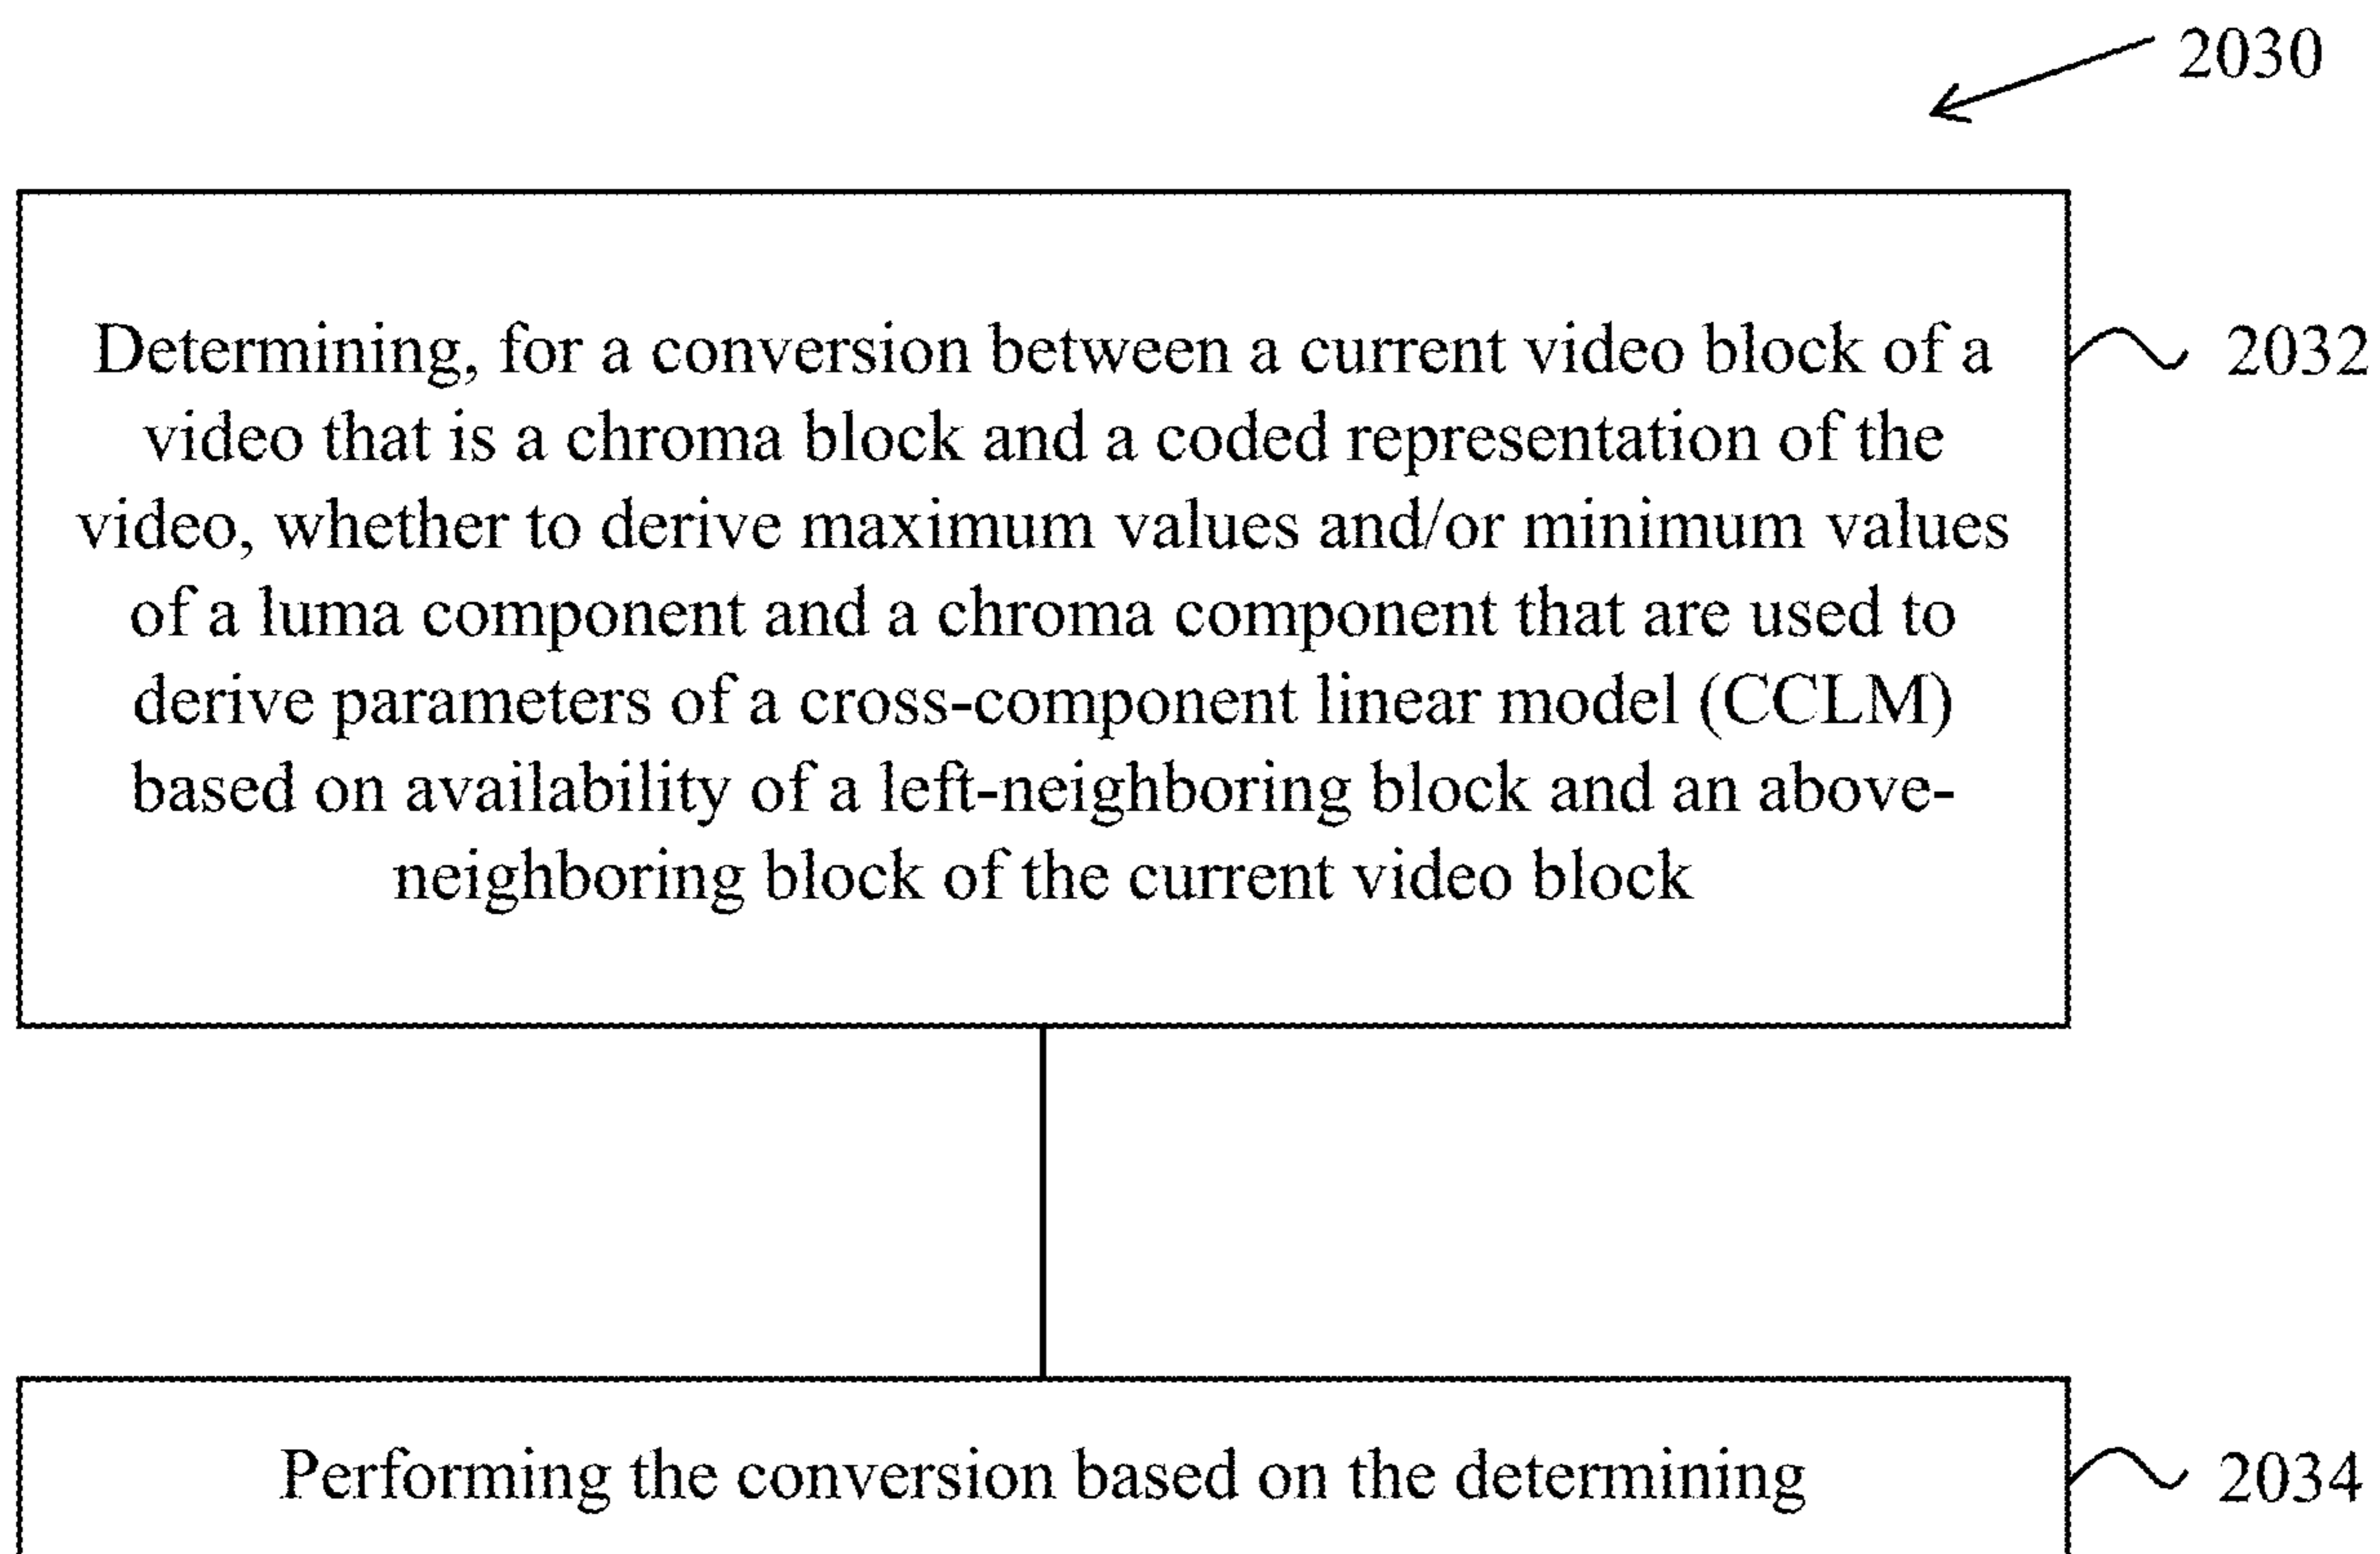 2030
Determining, for a conversion between a current video block of a
video that is a chroma block and a coded representation of the
video, whether to derive maximum values and/or minimum values
of a luma component and a chroma component that are used to
derive parameters of a cross-component linear model (CCLM)
based on availability of a left-neighboring block and an above-
neighboring block of the current video block
2032
Performing the conversion based on the determining
2034